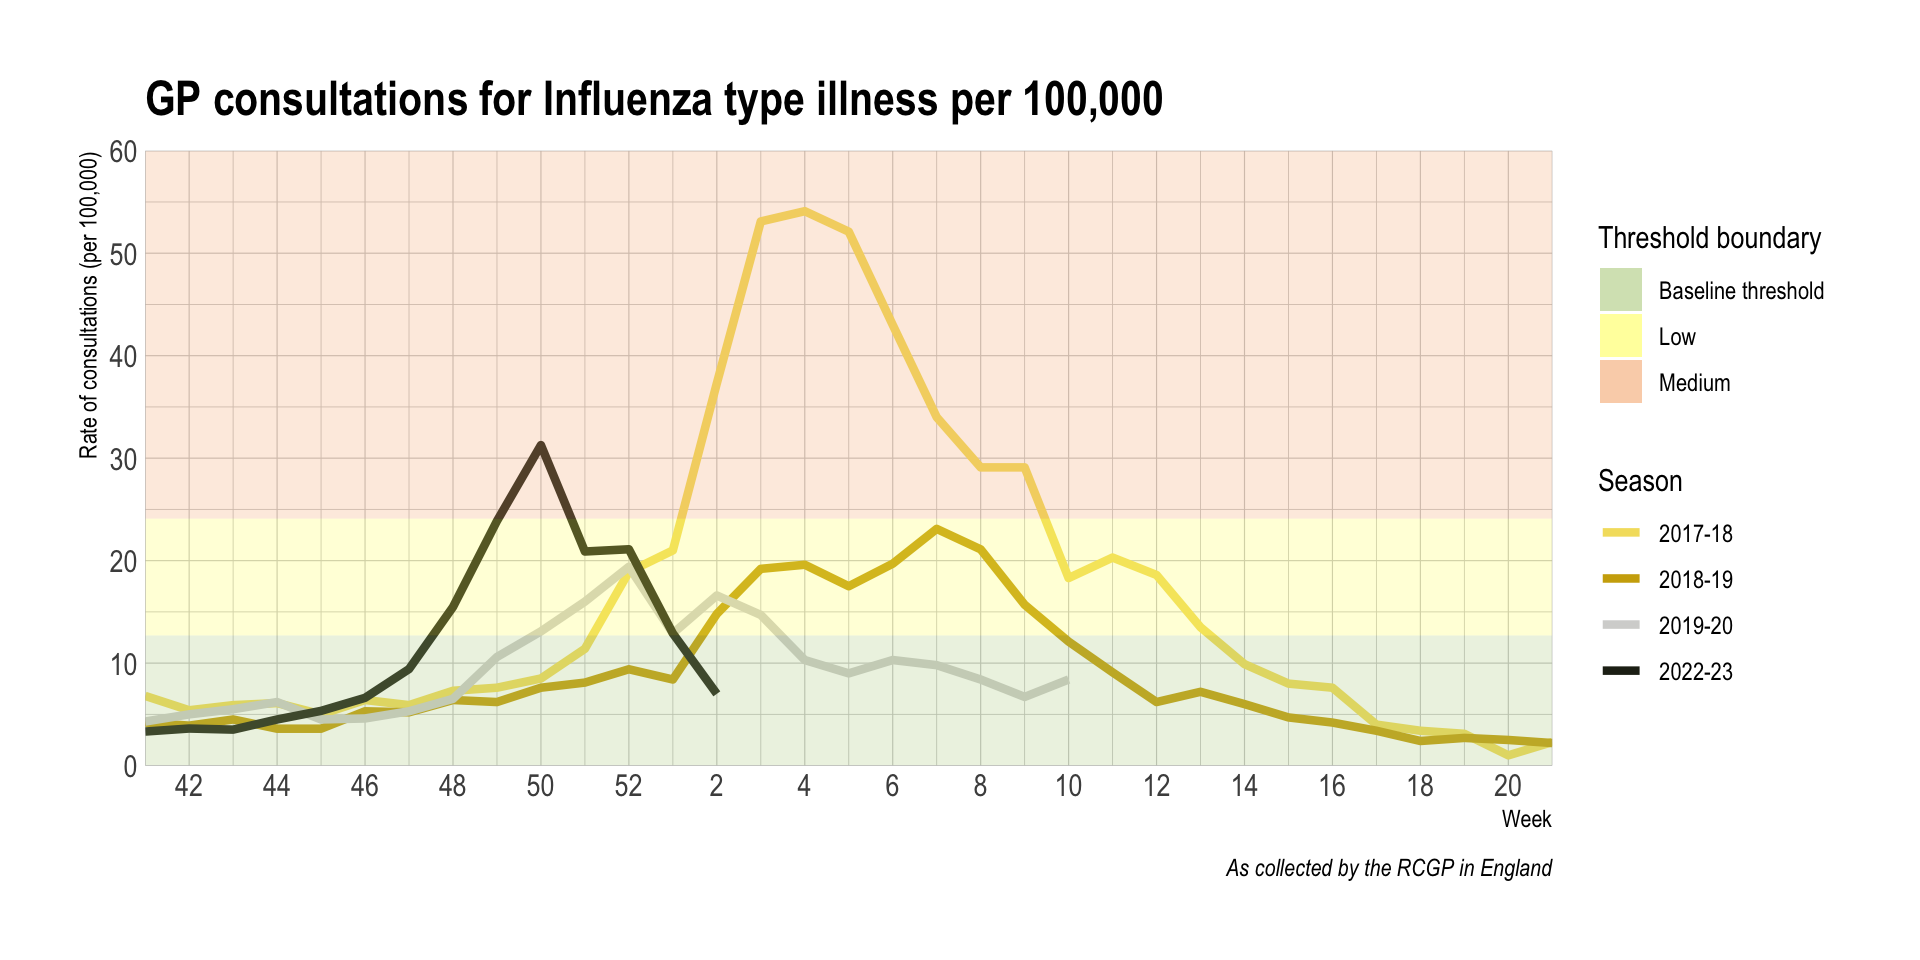 GP consultations for Influenza type illness per 100,000
Rate of consultations (per 100,000)
60
50
40
30
20
10
0
42 44 46 48 50 52 2 4 6 8 10 12 14 16 18 20
Week
As collected by the RCGP in England
Threshold boundary
Baseline threshold
Low
Medium
Season
2017-18
2018-19
2019-20
2022-23